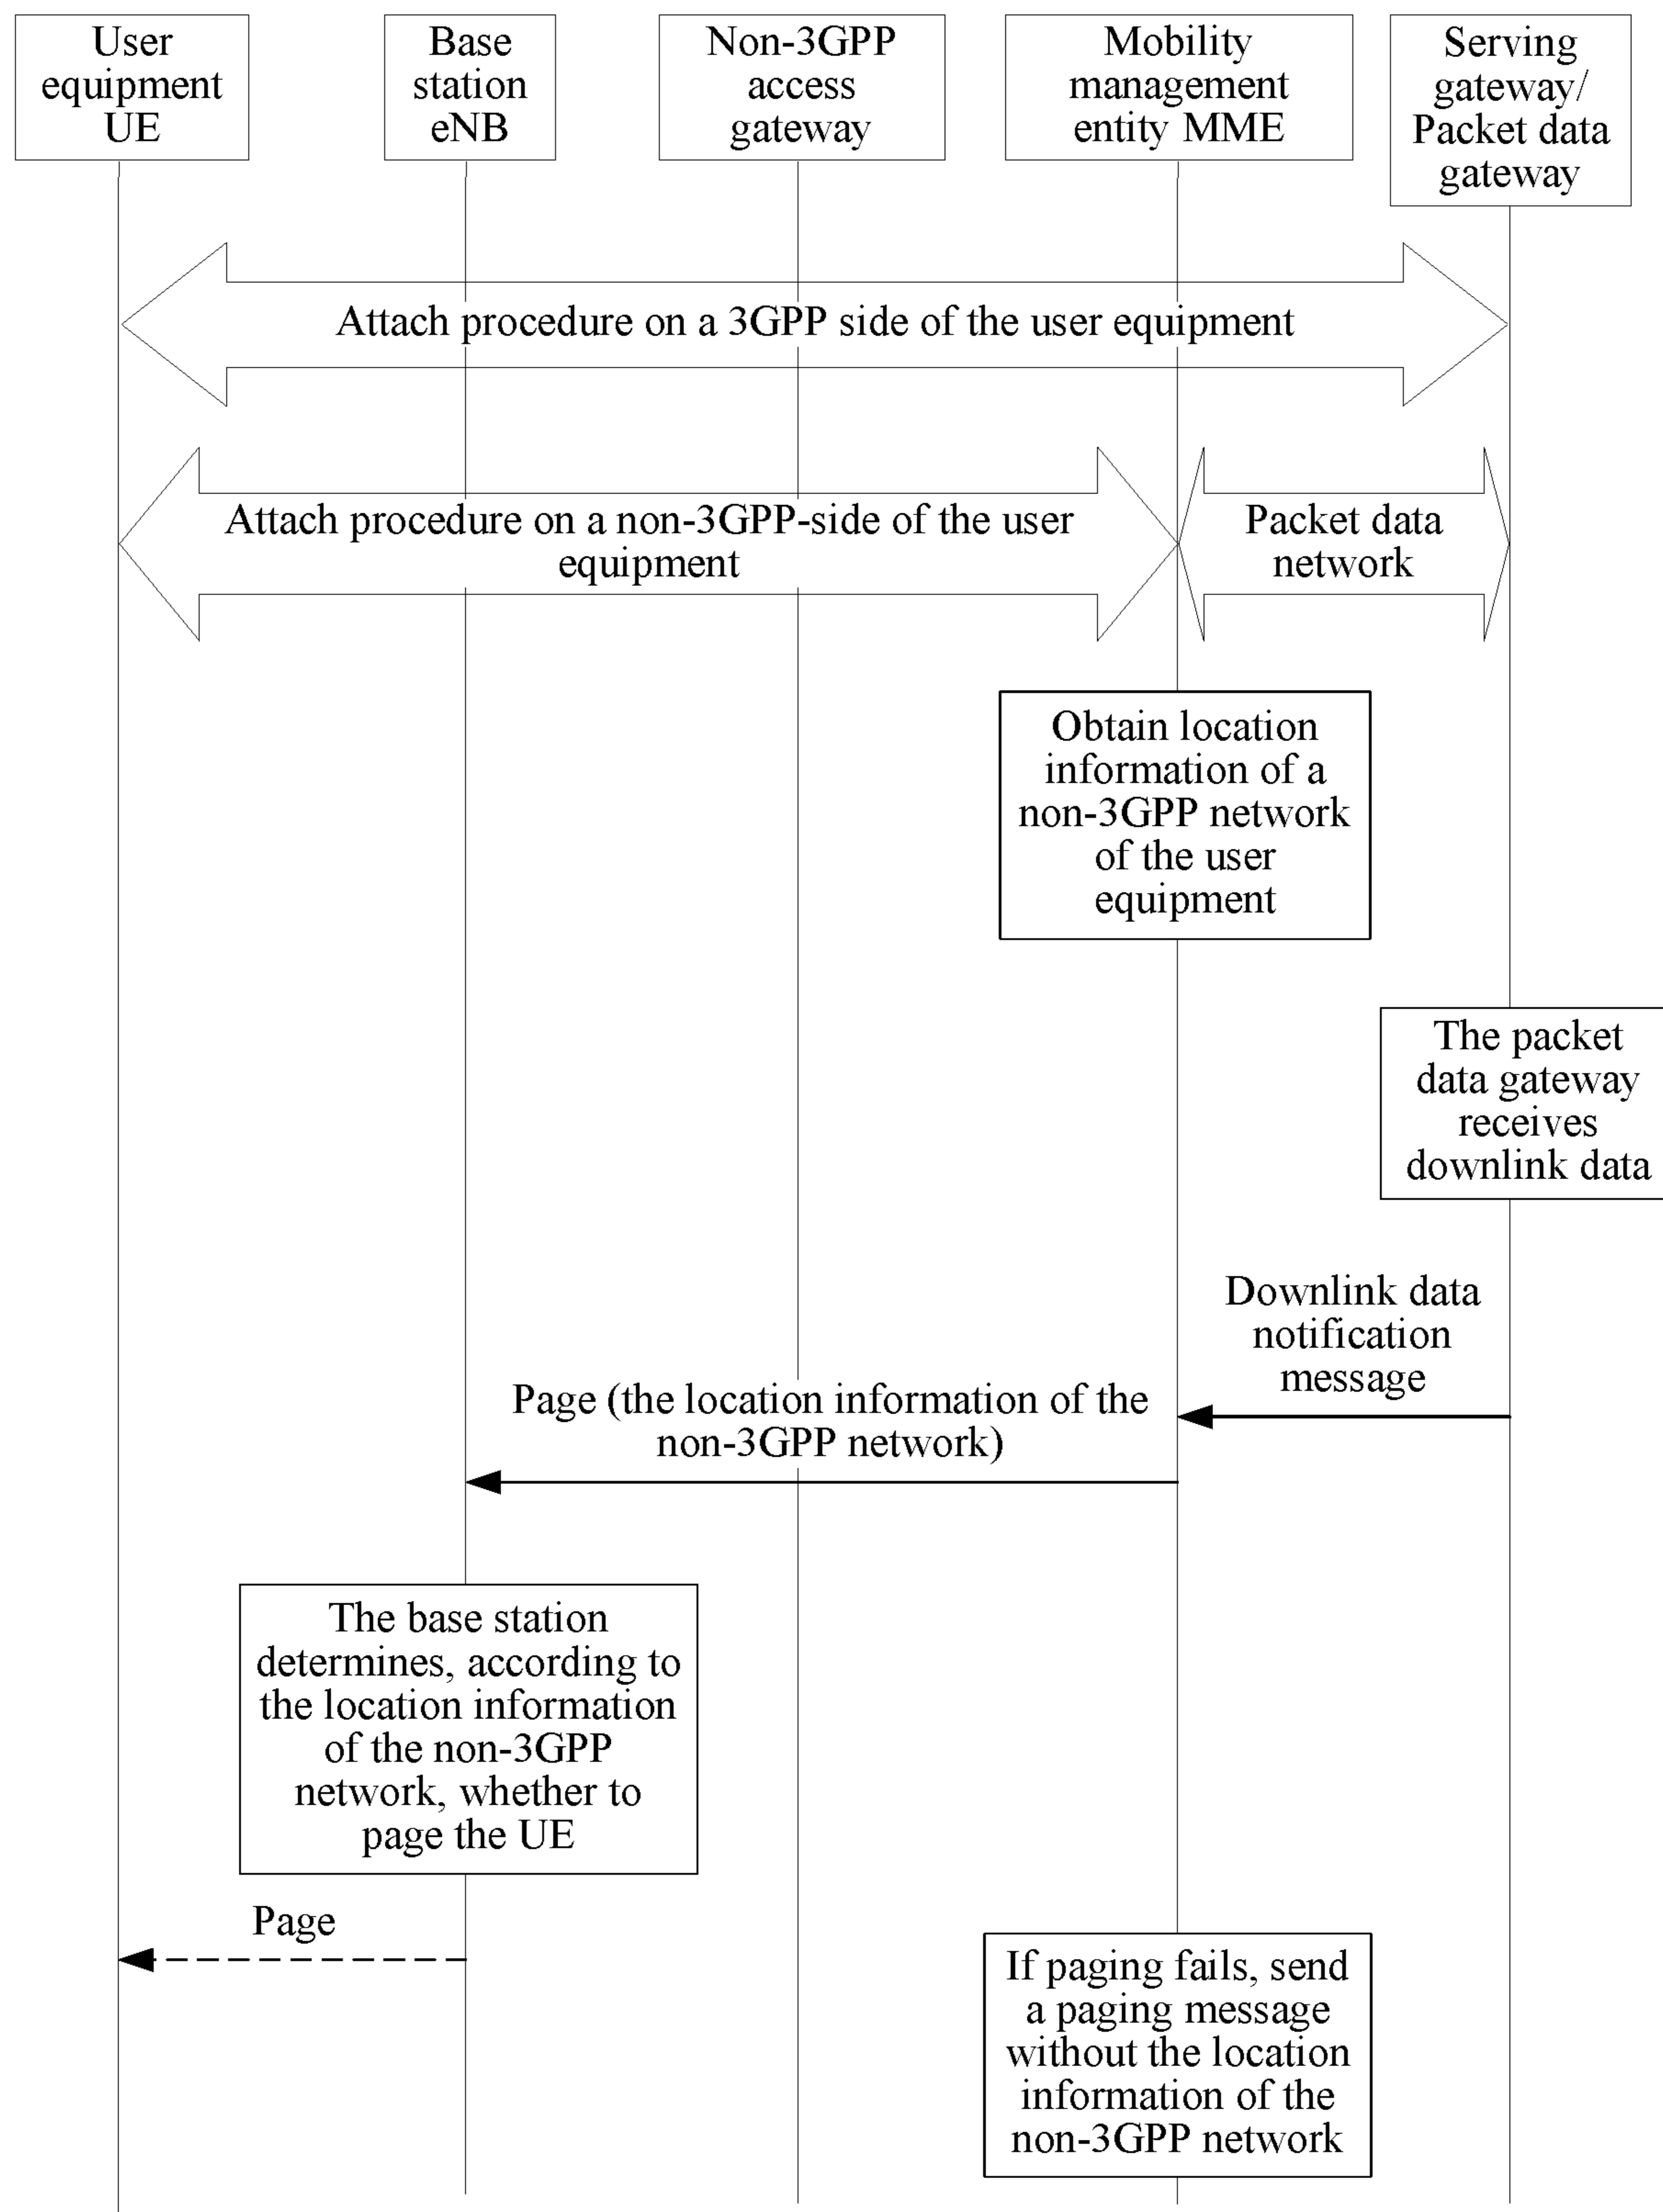 User
equipment
UE
Base
station
eNB
Non-3GPP
access
gateway
Mobility
management
entity MME
Serving
gateway/
Packet data
gateway
Attach procedure on a 3GPP side of the user equipment
Attach procedure on a non-3GPP-side of the user
equipment
Packet data
network
Obtain location
information of a
non-3GPP network
of the user
equipment
The packet
data gateway
receives
downlink data
Downlink data
notification
message
Page (the location information of the
non-3GPP network)
The base station
determines, according to
the location information
of the non-3GPP
network, whether to
page the UE
Page
If paging fails, send
a paging message
without the location
information of the
non-3GPP network